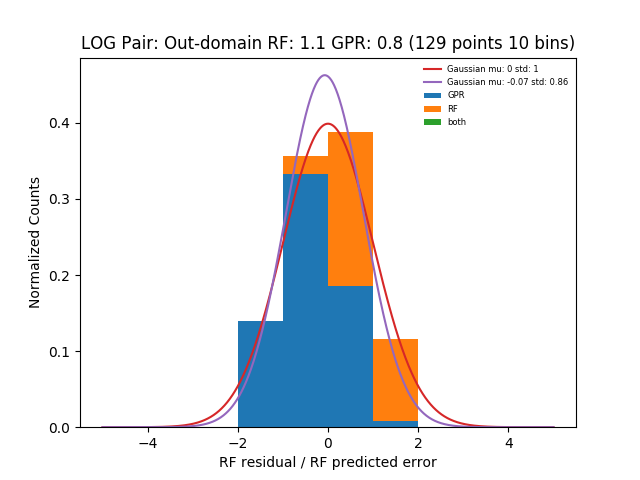 LOG Pair: Out-domain RF: 1.1 GPR: 0.8 (129 points 10 bins)
Gaussian mu: 0 std: 1
Gaussian mu: -0.07 std: 0.86
GPR
RF
both
Normalized Counts
0.4
0.3
0.2
0.1
0.0
−4
−2
0
2
4
RF residual / RF predicted error